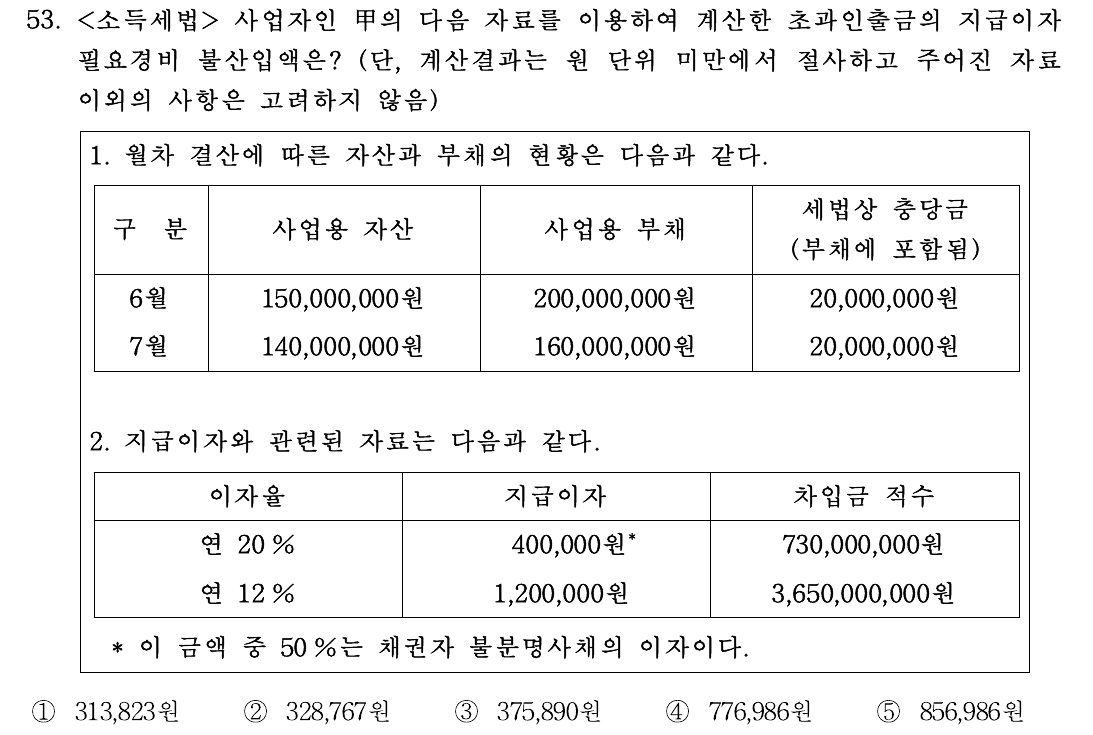 53. <소득세법> 사업자인 甲의 다음 자료를 이용하여 계산한 초과인출금의 지급이자
필요경비 불산입액은? (단, 계산결과는 원 단위 미만에서 절사하고 주어진 자료
이외의 사항은 고려하지 않음)
1. 월차 결산에 따른 자산과 부채의 현황은 다음과 같다.
구 분 사업용 자산 사업용 부채 세법상 충당금
(부채에 포함됨)
6월 150,000,000원 200,000,000원 20,000,000원
7월 140,000,000원 160,000,000원 20,000,000원
2. 지급이자와 관련된 자료는 다음과 같다.
이자율 지급이자 차입금 적수
연 20% 400,000원* 730,000,000원
연 12% 1,200,000원 3,650,000,000원
* 이 금액 중 50%는 채권자 불분명사채의 이자이다.
① 313,823원 ② 328,767원 ③ 375,890원 ④ 776,986원 ⑤ 856,986원